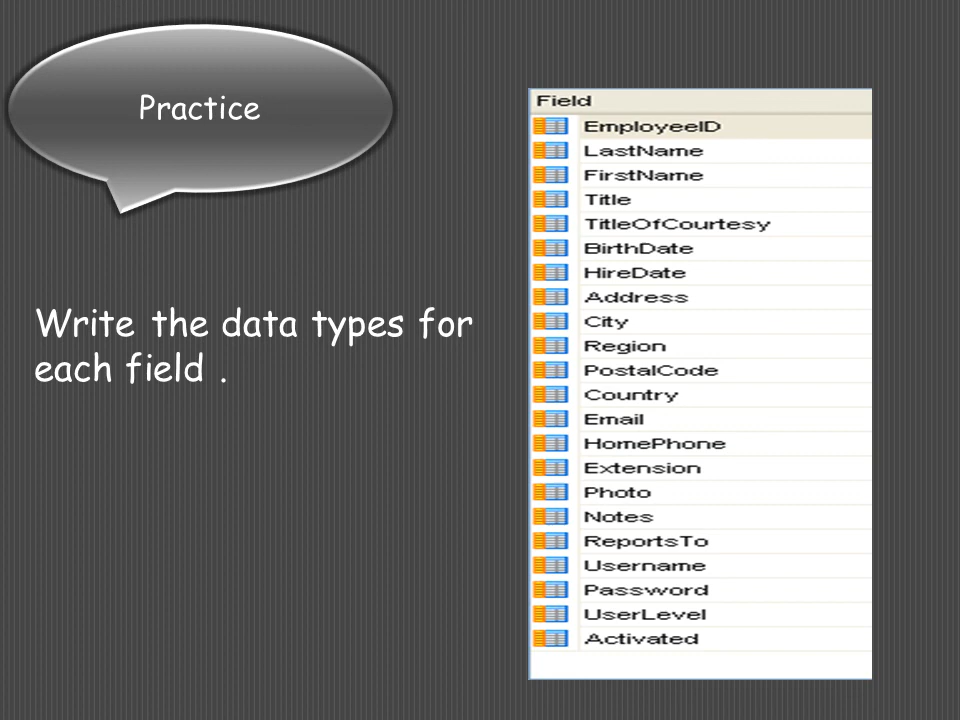 Practice
Write the data types for
each field .
Field
EmployeeID
LastName
FirstName
Title
TitleOfCourtesy
BirthDate
HireDate
Address
City
Region
PostalCode
Country
Email
HomePhone
Extension
Photo
Notes
ReportsTo
Username
Password
UserLevel
Activated